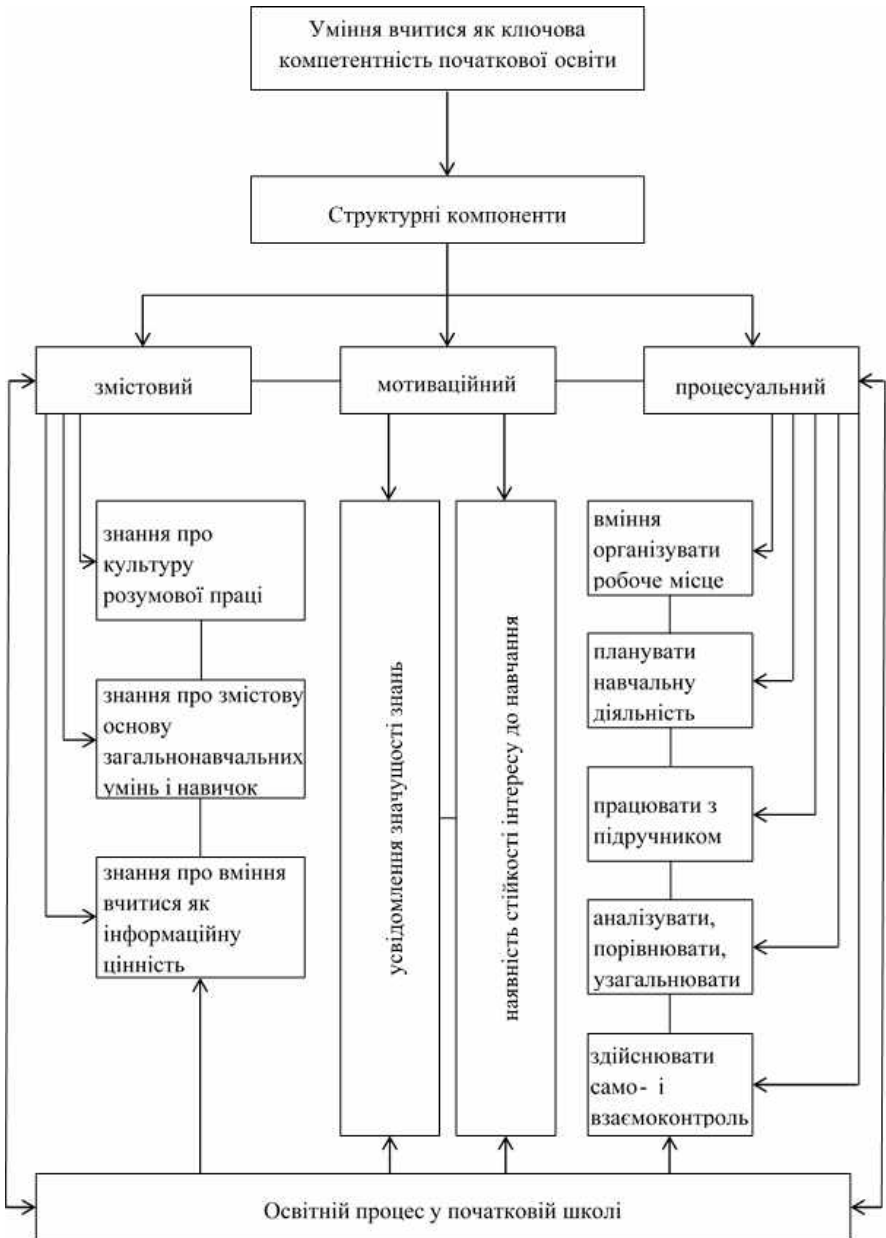 Уміння вчитися як ключова
компетентність початкової освіти
Структурні компоненти
змістовий
мотиваційний
процесуальний
знання про
культуру
розумової праці
знання про змістову
основу
загальнонавчальних
умінь і навичок
знання про вміння
вчитися як
інформаційну
цінність
усвідомлення значущості знань
наявність стійкості інтересу до навчання
вміння
організувати
робоче місце
планувати
навчальну
діяльність
працювати з
підручником
аналізувати,
порівнювати,
узагальнювати
здійснювати
само- і
взаємоконтроль
Освітній процес у початковій школі